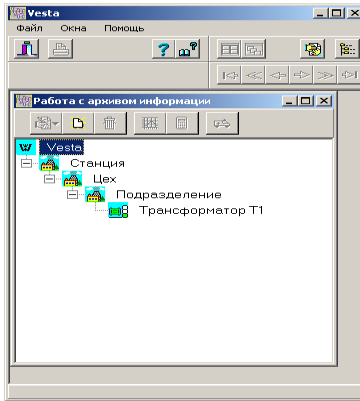 Vesta
Файл Окна Помощь
Работа с архивом информации
W Vesta
Станция
Цех
Подразделение
Трансформатор Т1